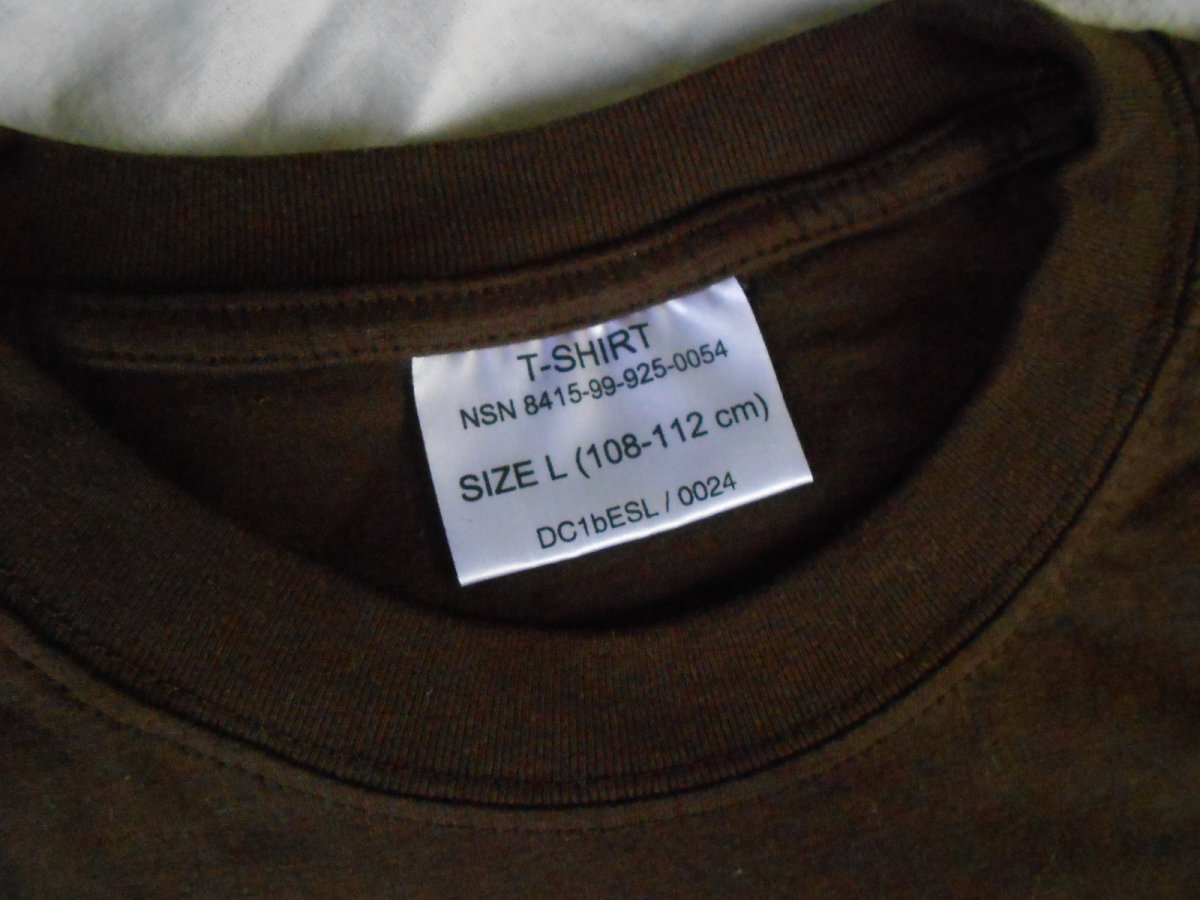 T-SHIRT
NSN 8415-99-925-0054
SIZE L (108-112 cm)
DC1bESL / 0024